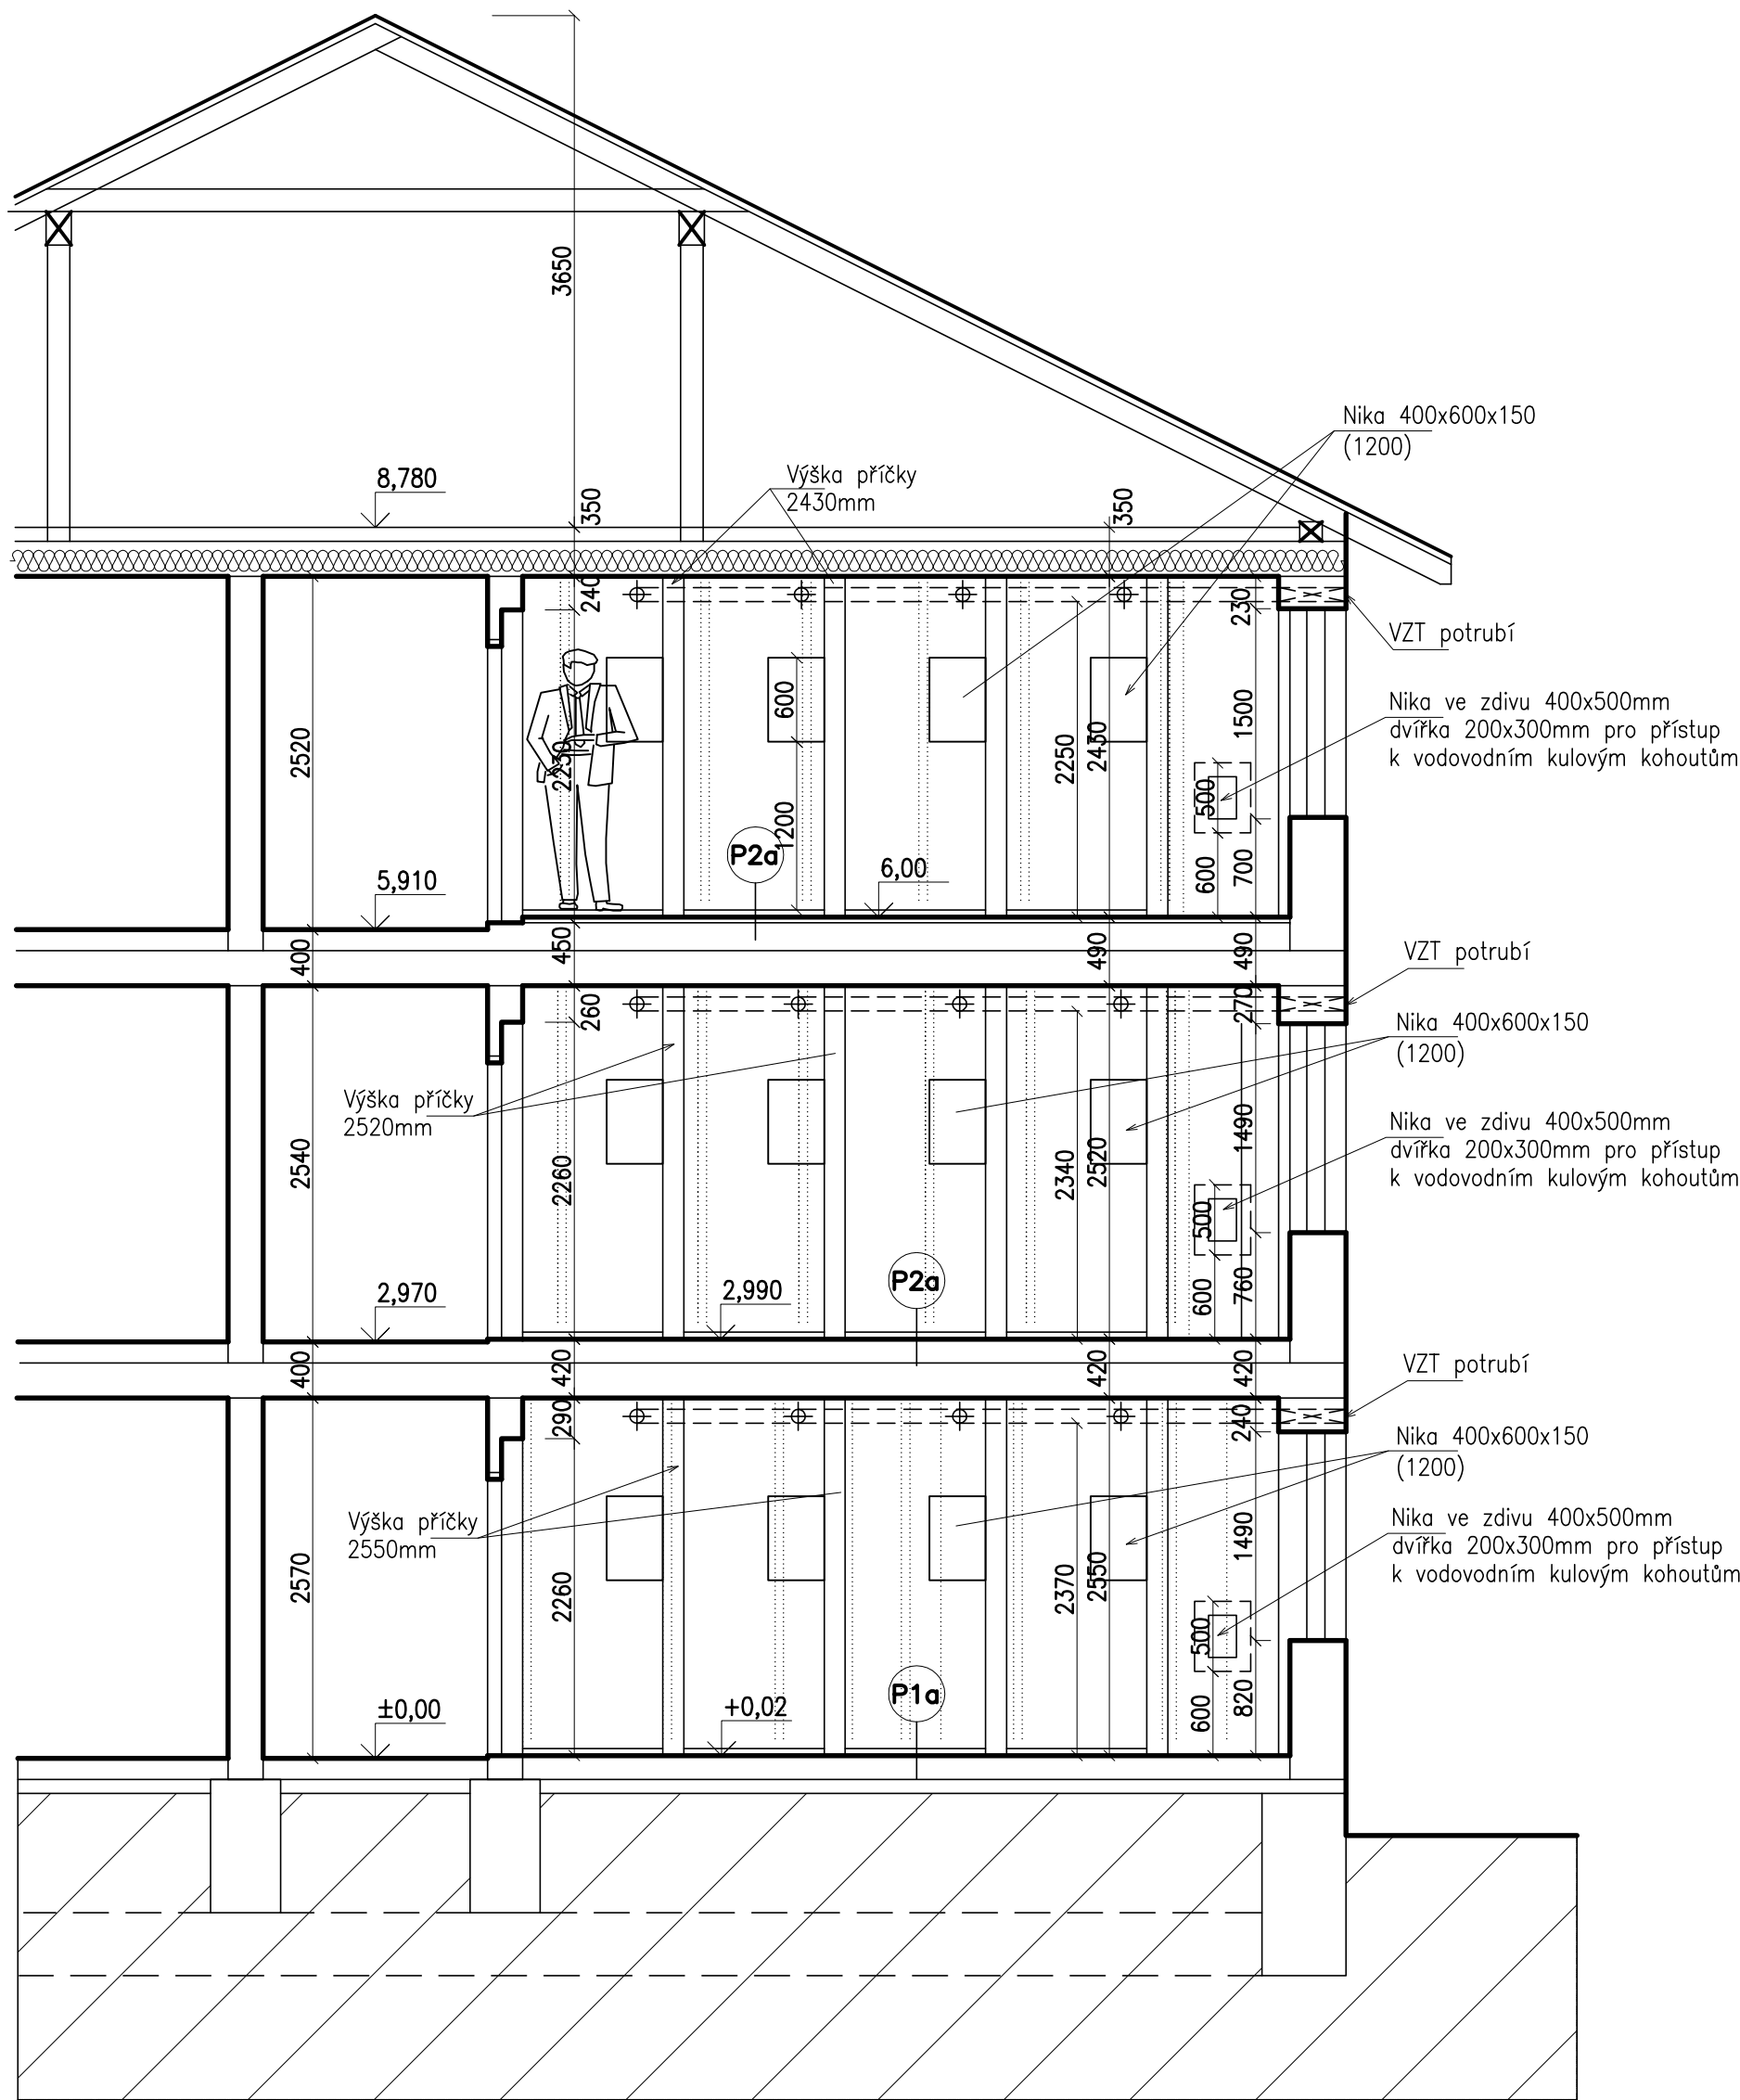 3650
Nika 400x600x150
(1200)
Výška příčky
2430mm
8,780
350
350
240
230
VZT potrubí
Nika ve zdivu 400x500mm
dvířka 200x300mm pro přístup
k vodovodním kulovým kohoutům
2520
2230
600
1200
2250
2430
1500
500
600
700
P2a
5,910
6,00
400
450
490
490
VZT potrubí
260
270
Nika 400x600x150
(1200)
Výška příčky
2520mm
Nika ve zdivu 400x500mm
dvířka 200x300mm pro přístup
k vodovodním kulovým kohoutům
2540
2260
2340
2520
1490
500
600
760
P2a
2,970
2,990
400
420
420
420
VZT potrubí
290
240
Nika 400x600x150
(1200)
Výška příčky
2550mm
Nika ve zdivu 400x500mm
dvířka 200x300mm pro přístup
k vodovodním kulovým kohoutům
2570
2260
2370
2550
1490
500
600
820
P1a
±0,00
+0,02